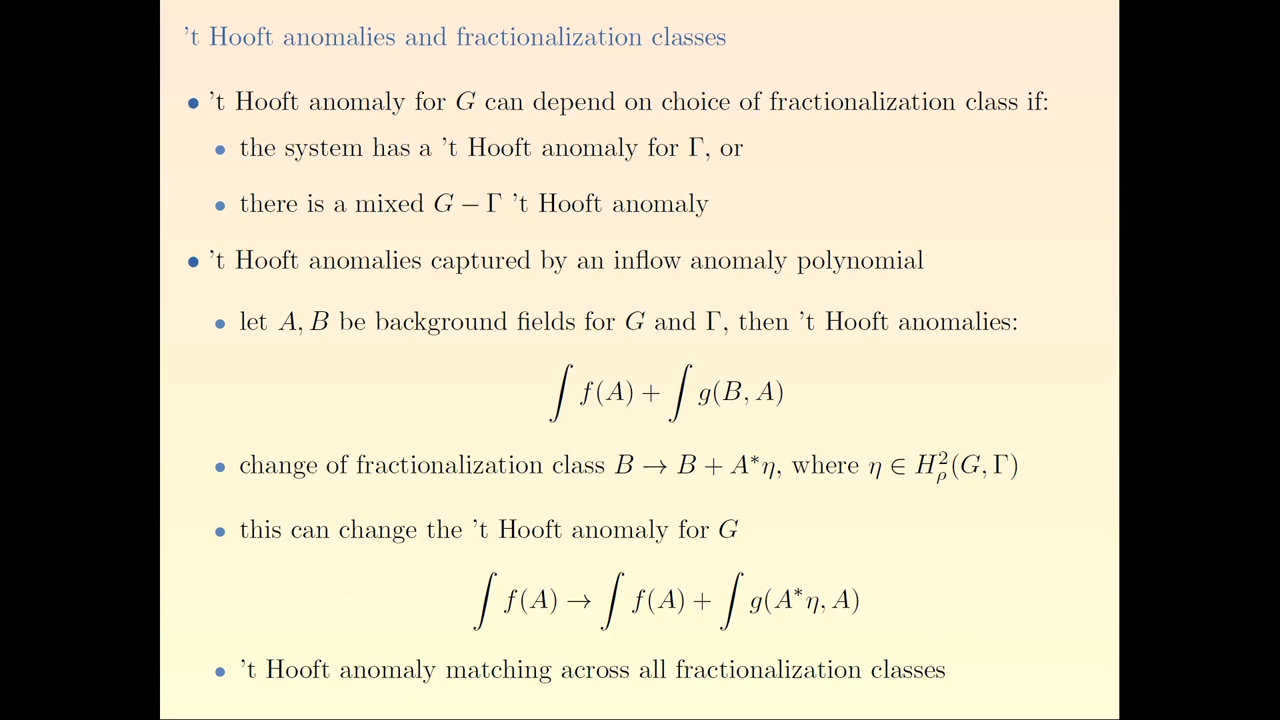 't Hooft anomalies and fractionalization classes
• 't Hooft anomaly for G can depend on choice of fractionalization class if:
• the system has a 't Hooft anomaly for Γ, or
• there is a mixed G − Γ 't Hooft anomaly
• 't Hooft anomalies captured by an inflow anomaly polynomial
• let A, B be background fields for G and Γ, then 't Hooft anomalies:
∫ f(A) + ∫ g(B, A)
• change of fractionalization class B → B + A*η, where η ∈ H²ᵨ(G, Γ)
• this can change the 't Hooft anomaly for G
∫ f(A) → ∫ f(A) + ∫ g(A*η, A)
• 't Hooft anomaly matching across all fractionalization classes